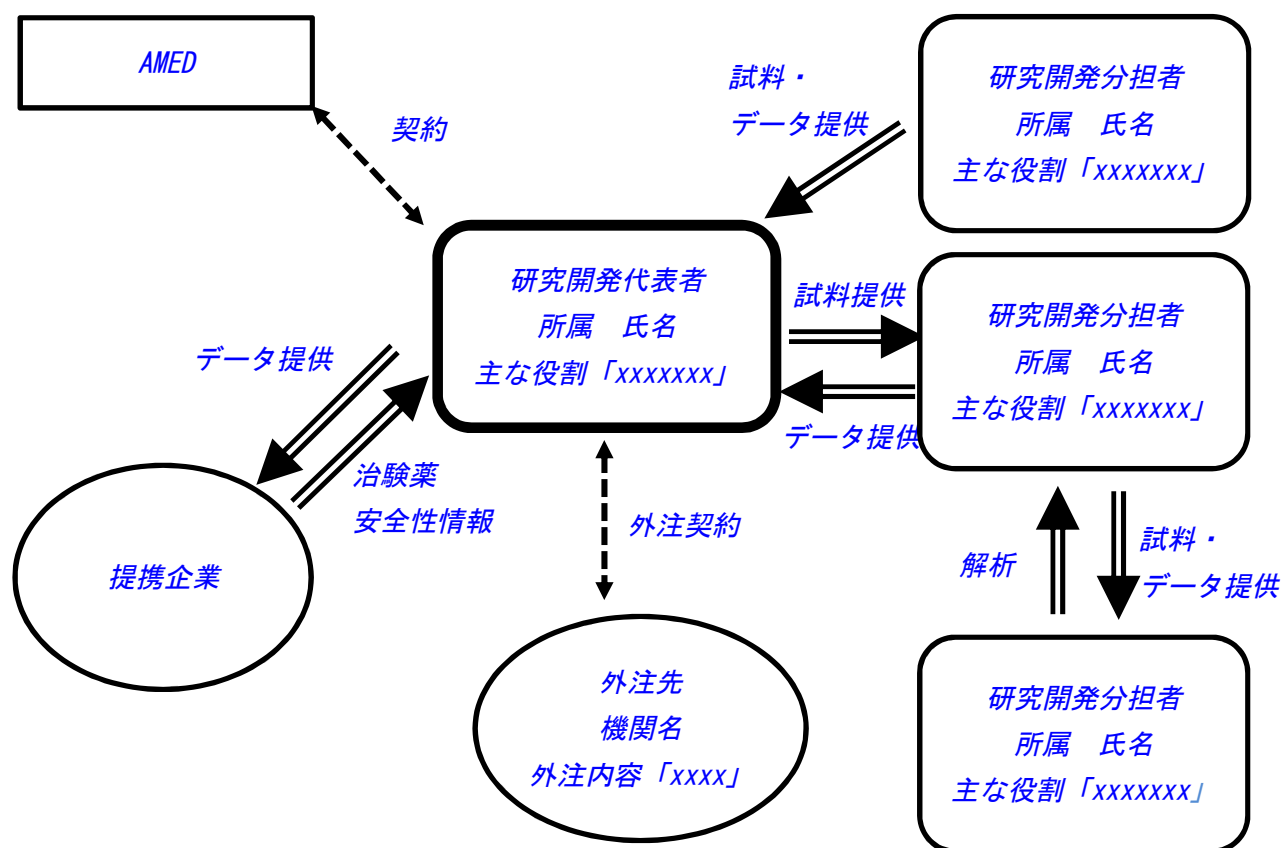 AMED
契約
試料・
データ提供
研究開発分担者
所属　氏名
主な役割「xxxxxxx」
研究開発代表者
所属　氏名
主な役割「xxxxxxx」
試料提供
データ提供
研究開発分担者
所属　氏名
主な役割「xxxxxxx」
データ提供
治験薬
安全性情報
提携企業
外注契約
外注先
機関名
外注内容「xxxx」
解析
試料・
データ提供
研究開発分担者
所属　氏名
主な役割「xxxxxxx」